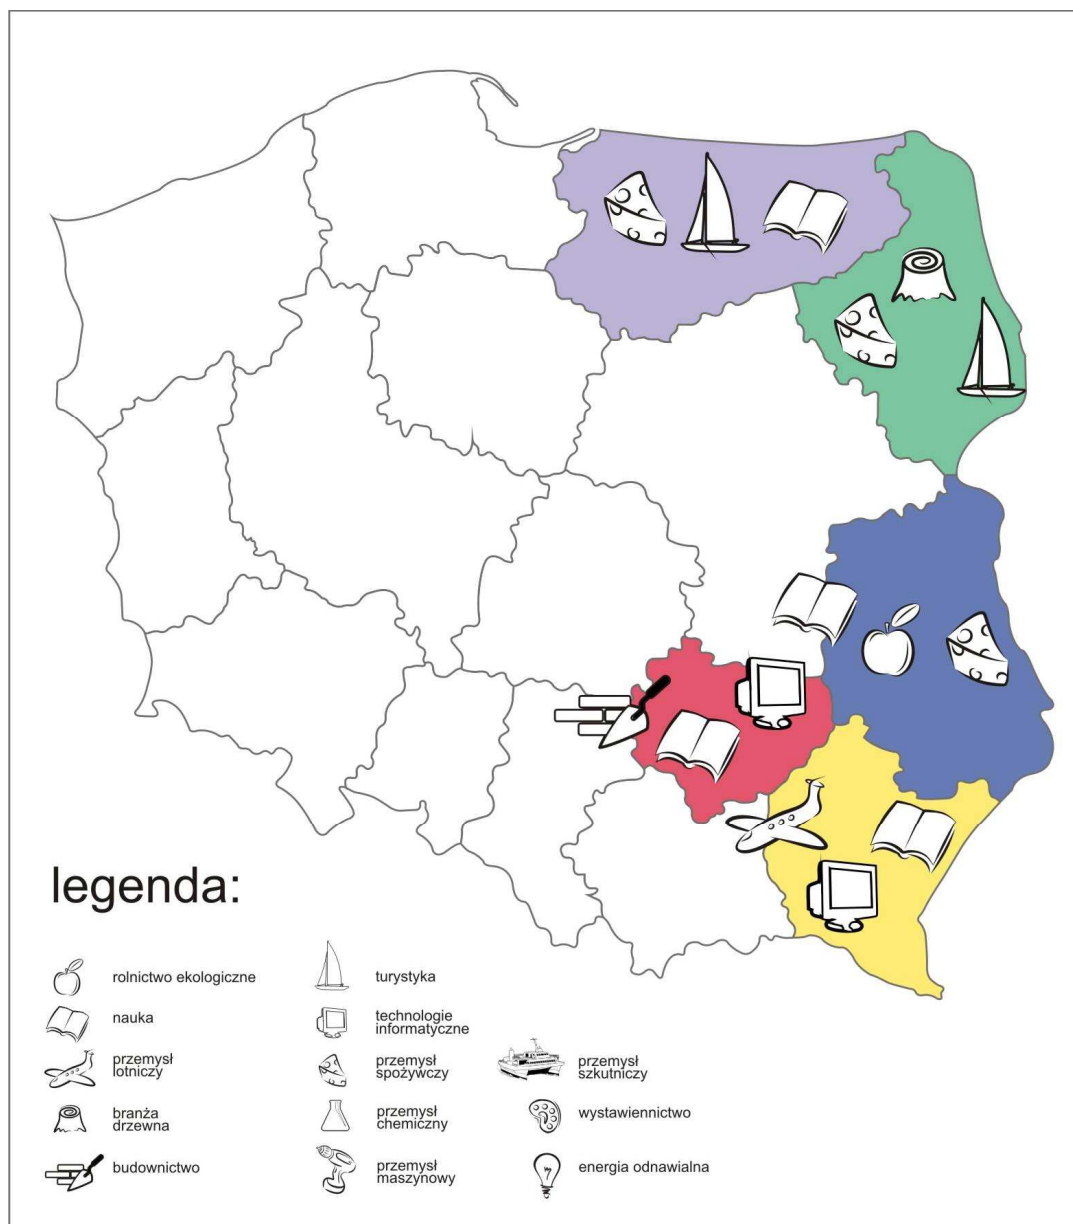 legenda:
rolnictwo ekologiczne
nauka
przemysł
lotniczy
branża
drzewna
budownictwo
turystyka
technologie
informatyczne
przemysł
spożywczy
przemysł
chemiczny
przemysł
maszynowy
przemysł
szkutniczy
wystawiennictwo
energia odnawialna